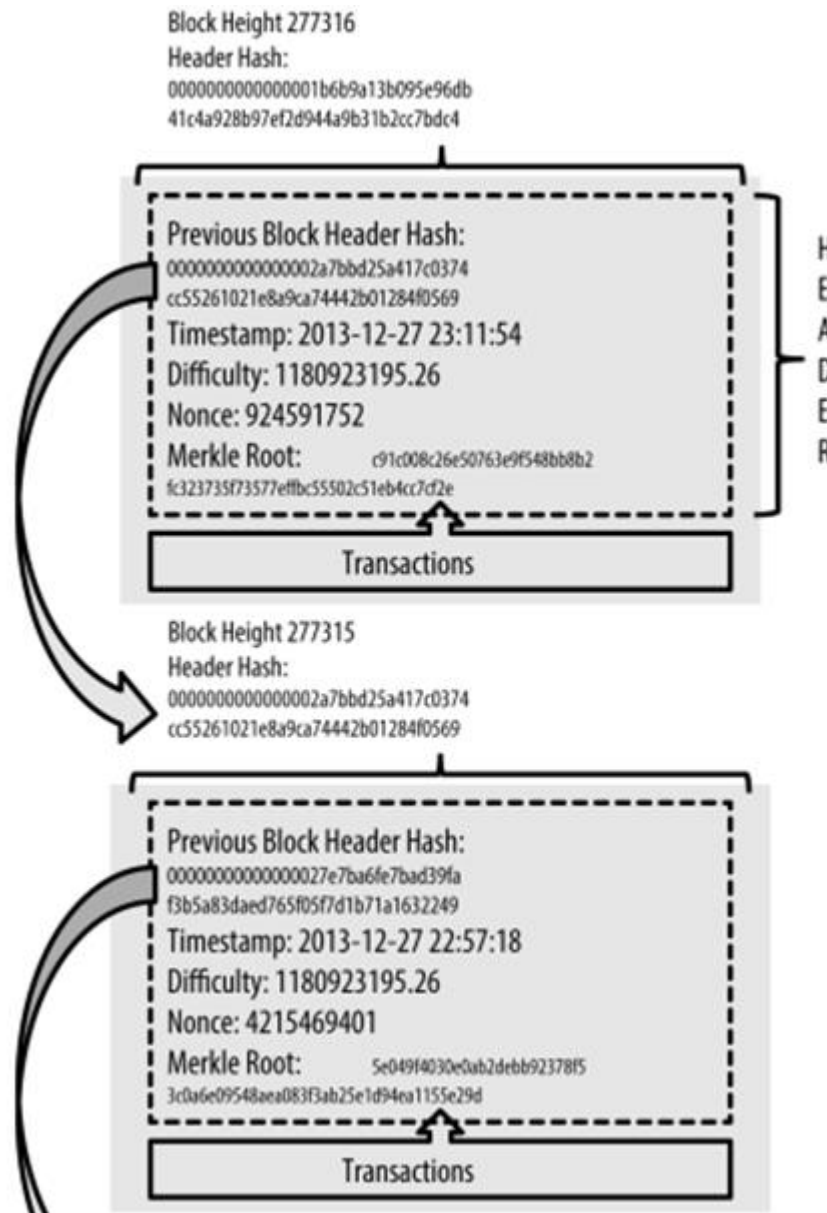 Block Height 277316
Header Hash:
0000000000000001b6b9a13b095e96db
41c4a928b97ef2d944a9b31b2cc7bdc4
Previous Block Header Hash:
0000000000000002a7bbd25a417c0374
cc55261021e8a9ca74442b01284f0569
Timestamp: 2013-12-27 23:11:54
Difficulty: 1180923195.26
Nonce: 924591752
Merkle Root: c91c008c26e50763e9f548bb8b2
fc323735f73577effbc55502c51eb4cc7cf2e
Transactions
H
E
A
D
E
R
Block Height 277315
Header Hash:
0000000000000002a7bbd25a417c0374
cc55261021e8a9ca74442b01284f0569
Previous Block Header Hash:
00000000000000027e7ba6fe7bad39fa
f3b5a83daed765f05f7d1b71a1632249
Timestamp: 2013-12-27 22:57:18
Difficulty: 1180923195.26
Nonce: 4215469401
Merkle Root: 5e049f4030e0ab2debb92378f5
3c0a6e09548aea083f3ab25e1d94ea1155e29d
Transactions